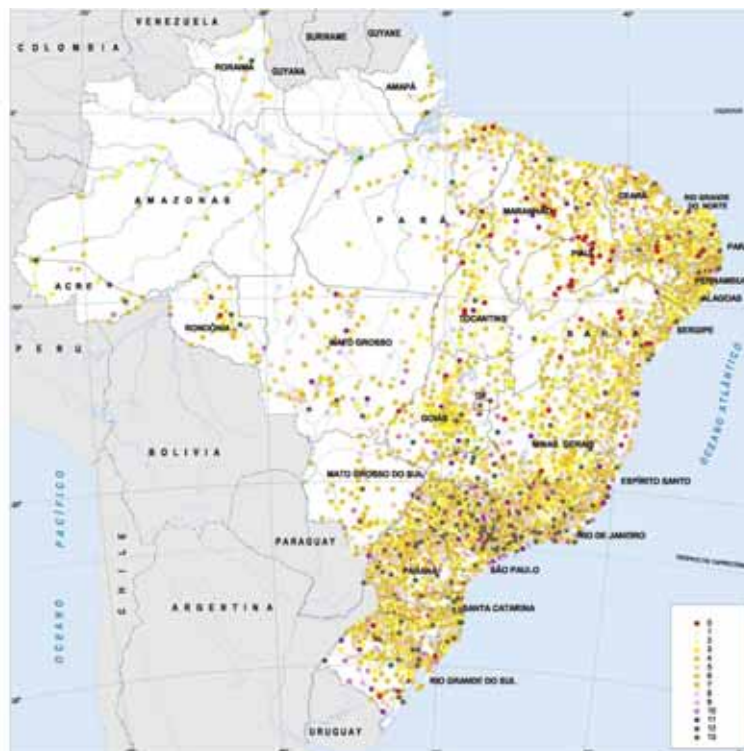 VENEZUELA
COLOMBIA
SURINAME
GUYANE
GUYANA
RORAIMA
AMAPÁ
AMAZONAS
PARÁ
MARANHÃO
CEARÁ
RIO GRANDE
DO NORTE
PIAUÍ
PAR
PERNAMBU
ALAGOAS
SERGIPE
ACRE
RONDÔNIA
TOCANTINS
BAHIA
MATO GROSSO
PERU
DF
GOIÁS
OCEANO ATLÂNTICO
BOLIVIA
MINAS GERAIS
MATO GROSSO DO SUL
ESPÍRITO SANTO
OCEANO PACÍFICO
PARAGUAY
RIO DE JANEIRO
CHILE
SÃO PAULO
PARANÁ
ARGENTINA
SANTA CATARINA
RIO GRANDE DO SUL
URUGUAY
0
1
2
3
4
5
6
7
8
9
10
11
12
13